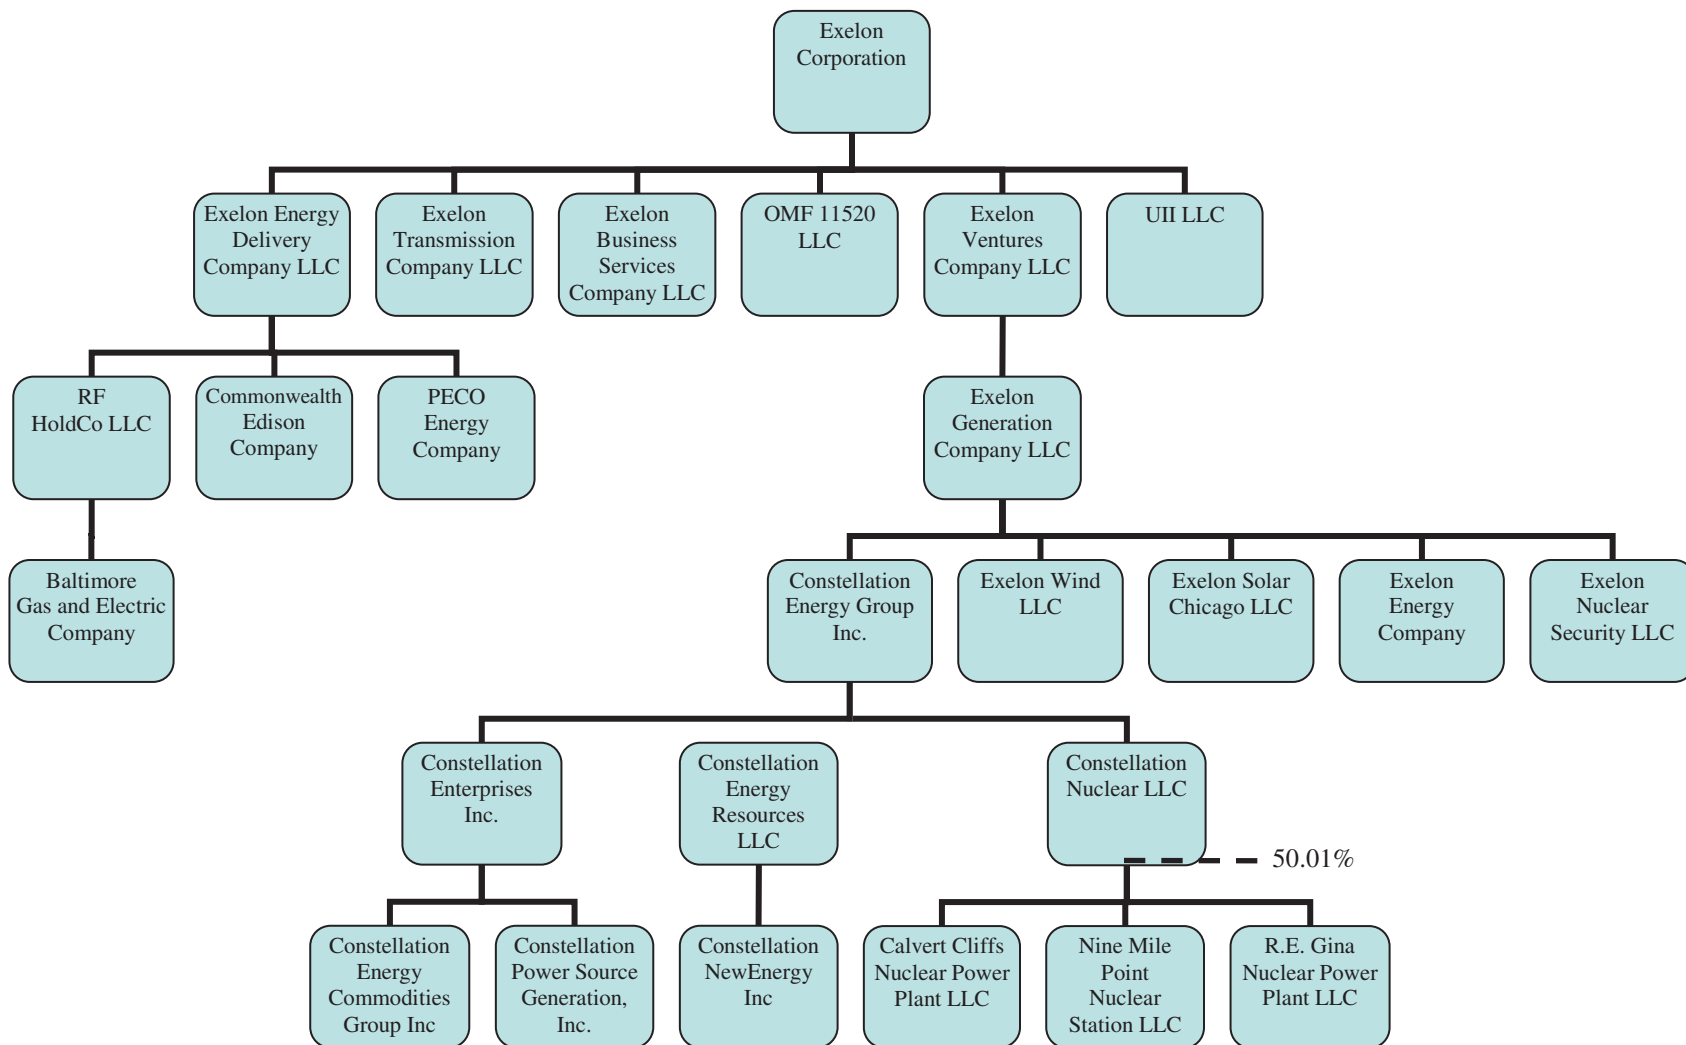 Exelon
Corporation
Exelon Energy
Delivery
Company LLC
Exelon
Transmission
Company LLC
Exelon
Business
Services
Company LLC
OMF 11520
LLC
Exelon
Ventures
Company LLC
UII LLC
RF
HoldCo LLC
Commonwealth
Edison
Company
PECO
Energy
Company
Exelon
Generation
Company LLC
Baltimore
Gas and Electric
Company
Constellation
Energy Group
Inc.
Exelon Wind
LLC
Exelon Solar
Chicago LLC
Exelon
Energy
Company
Exelon
Nuclear
Security LLC
Constellation
Enterprises
Inc.
Constellation
Energy
Resources
LLC
Constellation
Nuclear LLC
50.01%
Constellation
Energy
Commodities
Group Inc
Constellation
Power Source
Generation,
Inc.
Constellation
NewEnergy
Inc
Calvert Cliffs
Nuclear Power
Plant LLC
Nine Mile
Point
Nuclear
Station LLC
R.E. Gina
Nuclear Power
Plant LLC